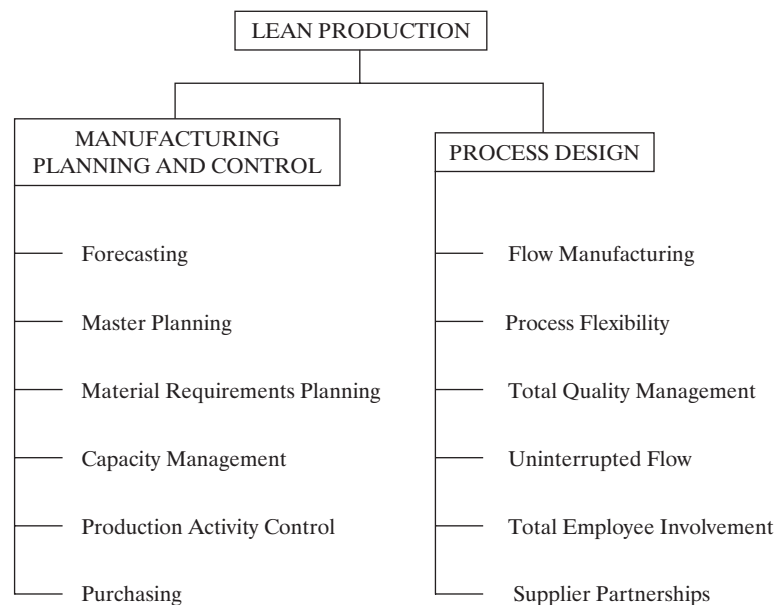 LEAN PRODUCTION
MANUFACTURING
PLANNING AND CONTROL
Forecasting
Master Planning
Material Requirements Planning
Capacity Management
Production Activity Control
Purchasing
PROCESS DESIGN
Flow Manufacturing
Process Flexibility
Total Quality Management
Uninterrupted Flow
Total Employee Involvement
Supplier Partnerships